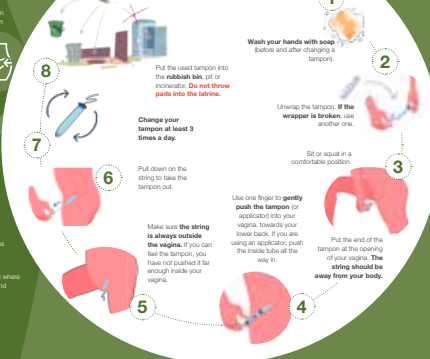 1
Wash your hands with soap
(before and after changing a
tampon).
2
Unwrap the tampon. If the
wrapper is broken, use
another one.
Sit or squat in a
comfortable position.
3
Put the end of the
tampon at the opening
of your vagina. The
string should be
away from your body.
4
Use one finger to gently
push the tampon (or
applicator) into your
vagina, towards your
lower back. If you are
using an applicator; push
the inside tube all the
way in.
5
Make sure the string
is always outside
the vagina. If you can
feel the tampon, you
have not pushed it far
enough inside your
vagina.
6
Pull down on the
string to take the
tampon out.
7
Change your
tampon at least 3
times a day.
8
Put the used tampon into
the rubbish bin, pit or
incinerator. Do not throw
pads into the latrine.
where